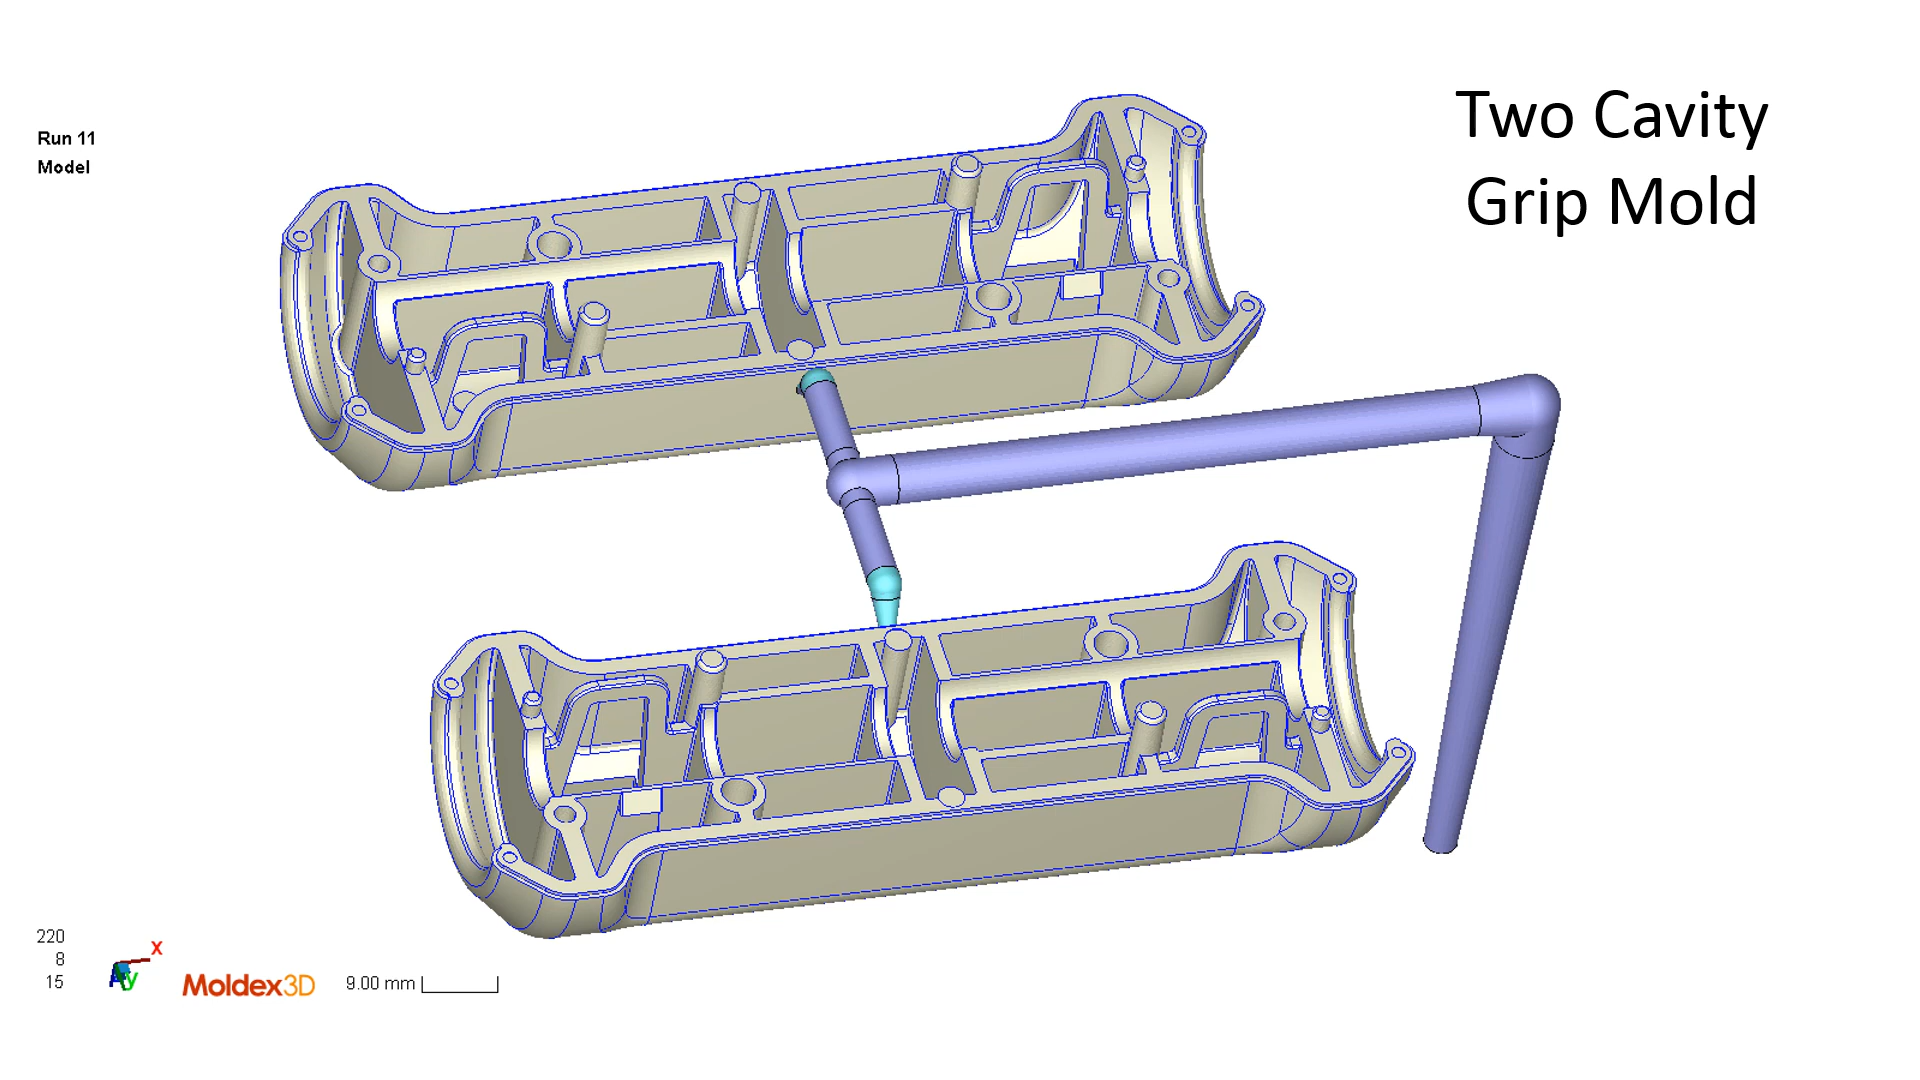 Two Cavity
Grip Mold
Run 11
Model
220
8
15
x
y
Moldex3D
9.00 mm